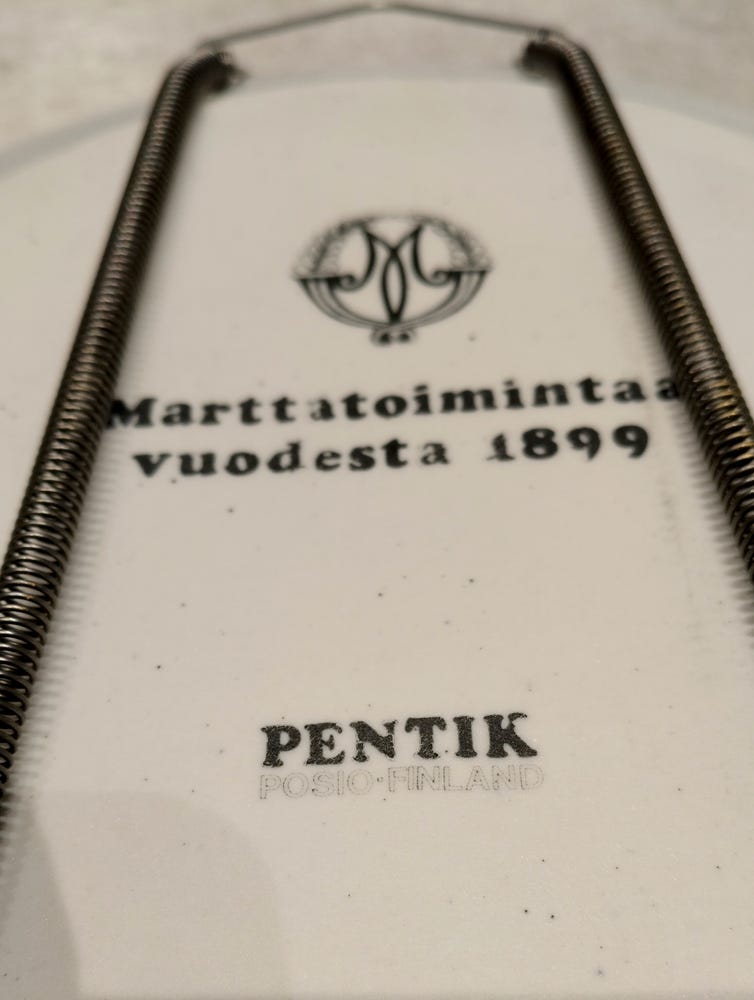 M
Marttatoimintaa
vuodesta 1899
PENTIK
POSIO·FINLAND